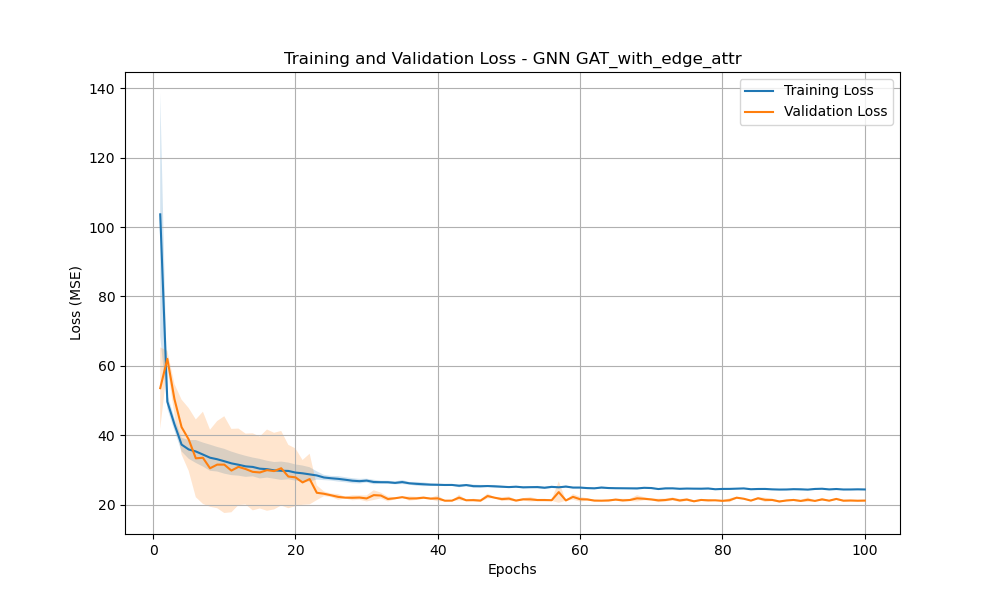 Training and Validation Loss - GNN GAT_with_edge_attr
Training Loss
Validation Loss
140
120
100
80
60
40
20
Loss (MSE)
0 20 40 60 80 100
Epochs